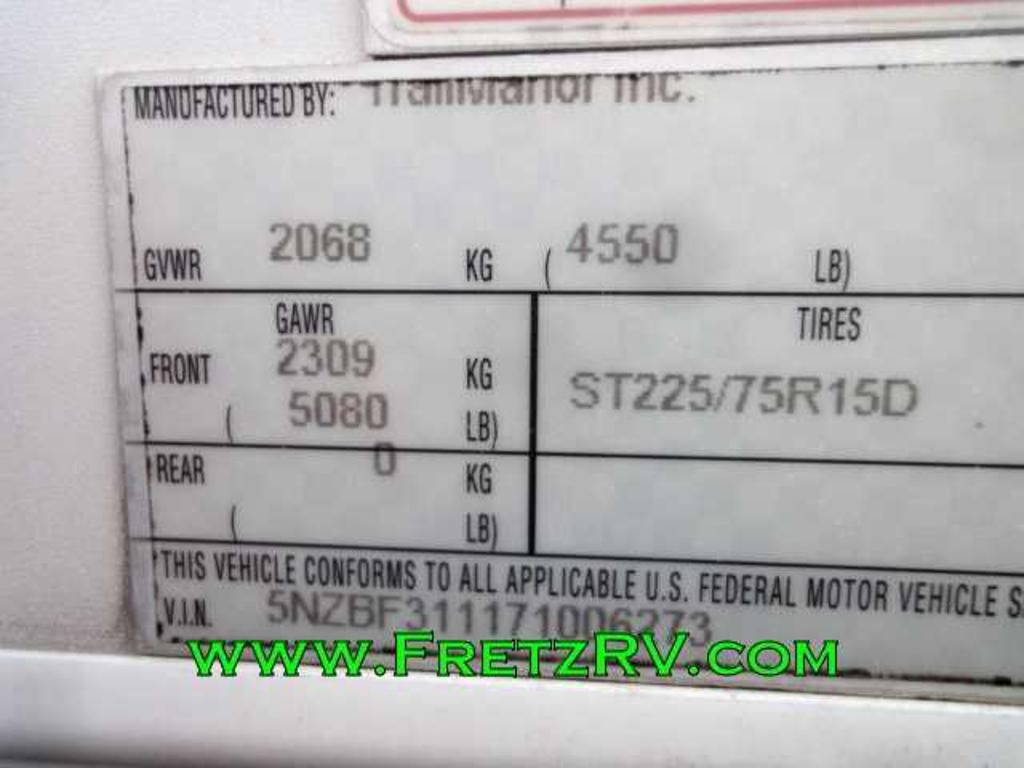 MANUFACTURED BY: TrailManor Inc.
GVWR 2068 KG ( 4550 LB)
GAWR TIRES
FRONT 2309 KG ST225/75R15D
( 5080 LB)
REAR 0 KG
( LB)
THIS VEHICLE CONFORMS TO ALL APPLICABLE U.S. FEDERAL MOTOR VEHICLE S
V.I.N. 5NZBF311171006273
www.FretzRV.com